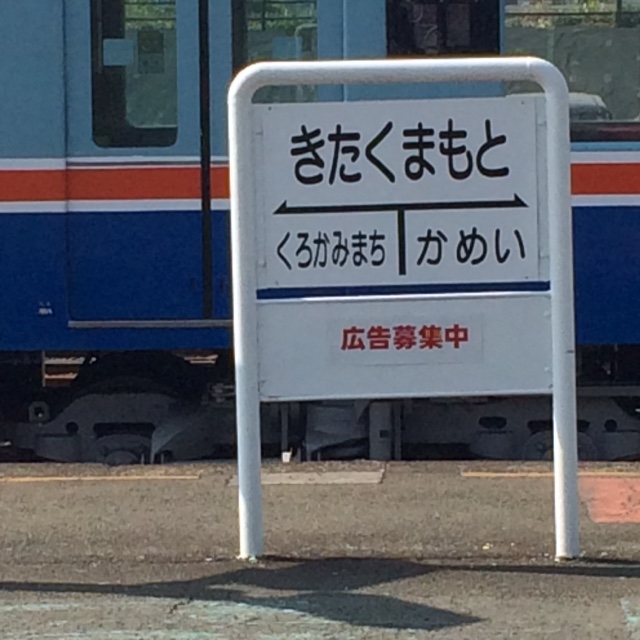 きたくまもと
くろかみまち かめい
広告募集中